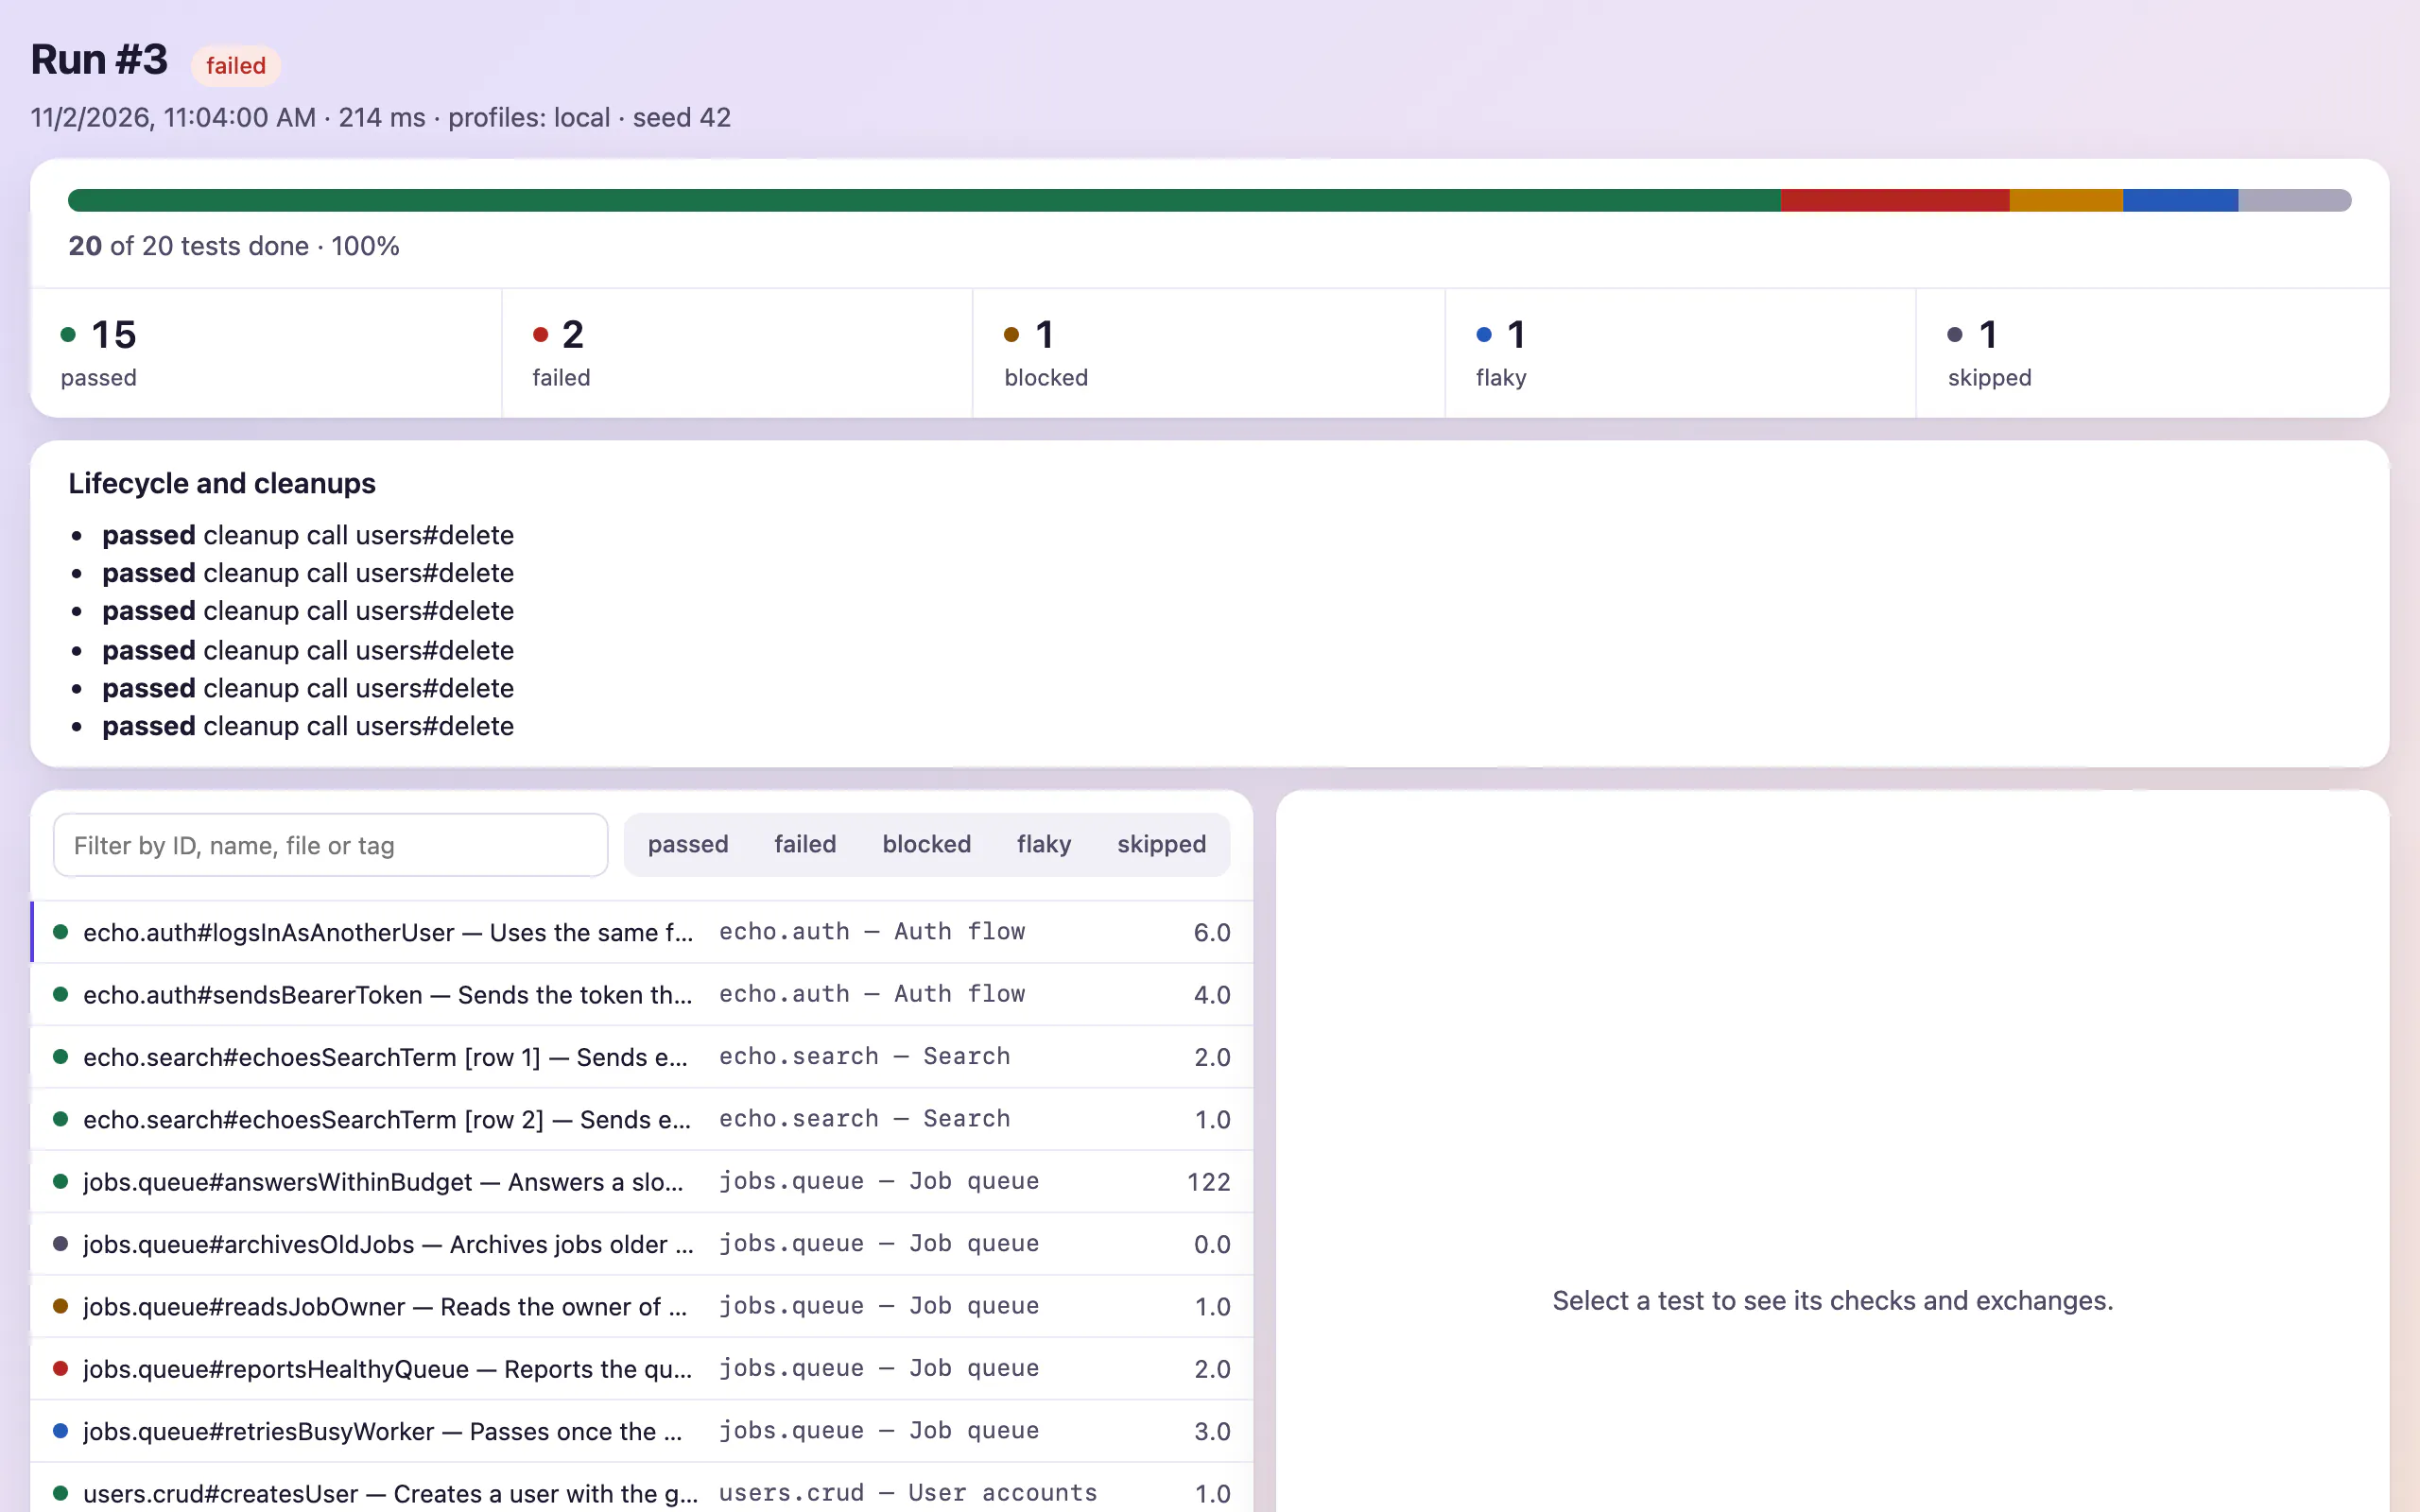 Run #3 failed
11/2/2026, 11:04:00 AM · 214 ms · profiles: local · seed 42
20 of 20 tests done · 100%
15
passed
2
failed
1
blocked
1
flaky
1
skipped
Lifecycle and cleanups
• passed cleanup call users#delete
• passed cleanup call users#delete
• passed cleanup call users#delete
• passed cleanup call users#delete
• passed cleanup call users#delete
• passed cleanup call users#delete
Filter by ID, name, file or tag passed failed blocked flaky skipped
echo.auth#logsInAsAnotherUser — Uses the same f... echo.auth — Auth flow 6.0
echo.auth#sendsBearerToken — Sends the token th... echo.auth — Auth flow 4.0
echo.search#echoesSearchTerm [row 1] — Sends e... echo.search — Search 2.0
echo.search#echoesSearchTerm [row 2] — Sends e... echo.search — Search 1.0
jobs.queue#answersWithinBudget — Answers a slo... jobs.queue — Job queue 122
jobs.queue#archivesOldJobs — Archives jobs older ... jobs.queue — Job queue 0.0
jobs.queue#readsJobOwner — Reads the owner of ... jobs.queue — Job queue 1.0
jobs.queue#reportsHealthyQueue — Reports the qu... jobs.queue — Job queue 2.0
jobs.queue#retriesBusyWorker — Passes once the ... jobs.queue — Job queue 3.0
users.crud#createsUser — Creates a user with the g... users.crud — User accounts 1.0
Select a test to see its checks and exchanges.